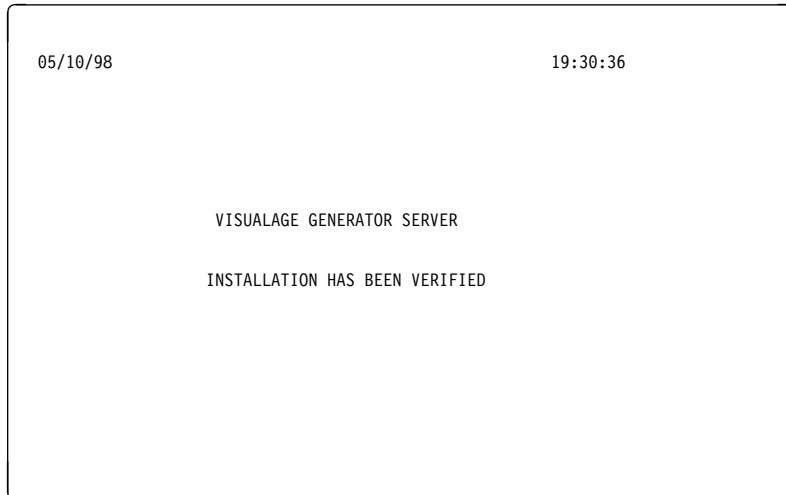 05/10/98 19:30:36
VISUALAGE GENERATOR SERVER
INSTALLATION HAS BEEN VERIFIED